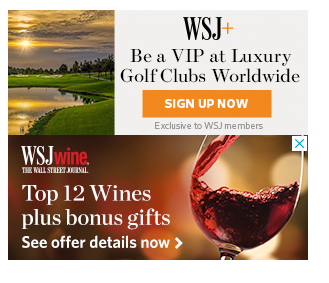 WSJ+
Be a VIP at Luxury
Golf Clubs Worldwide
SIGN UP NOW
Exclusive to WSJ members
WSJwine
THE WALL STREET JOURNAL.
Top 12 Wines
plus bonus gifts
See offer details now